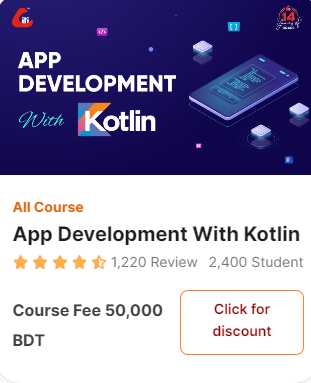 14
APP
DEVELOPMENT
With Kotlin
All Course
App Development With Kotlin
1,220 Review 2,400 Student
Course Fee 50,000
BDT
Click for
discount